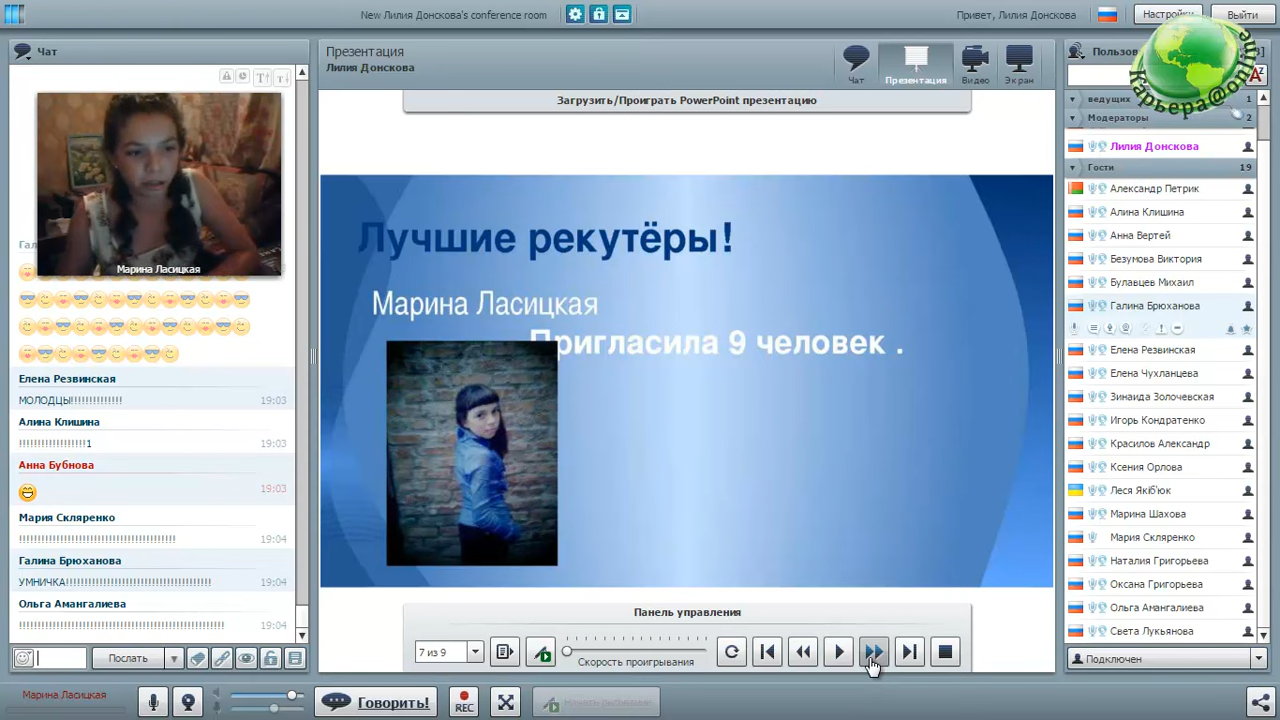 New Лилия Донскова's conference room
Привет, Лилия Донскова
Настройки
Выйти
Чат
Марина Ласицкая
Елена Резвинская
МОЛОДЦЫ!!!!!!!!!!!!! 19:03
Алина Клишина
!!!!!!!!!!!!!!!!!!1 19:03
Анна Бубнова
19:03
Мария Скляренко
!!!!!!!!!!!!!!!!!!!!!!!!!!!!!!!!!!!!!!!!! 19:04
Галина Брюханова
УМНИЧКА!!!!!!!!!!!!!!!!!!!!!!!!!!!!!!!!!!!!!! 19:04
Ольга Амангалиева
!!!!!!!!!!!!!!!!!!!!!!!!!!!!!!!!!!!!!!!!!!!!!!!!!!!!! 19:04
Послать
Презентация
Лилия Донскова
Чат
Презентация
Видео
Экран
Загрузить/Проиграть PowerPoint презентацию
Лучшие рекутёры!
Марина Ласицкая
Пригласила 9 человек .
Панель управления
7 из 9
Скорость проигрывания
карьера@online
ведущих 1
Модераторы 2
Лилия Донскова
Гости 19
Александр Петрик
Алина Клишина
Анна Вертей
Безумова Виктория
Булавцев Михаил
Галина Брюханова
Елена Резвинская
Елена Чухланцева
Зинаида Золочевская
Игорь Кондратенко
Красилов Александр
Ксения Орлова
Леся Якіб'юк
Марина Шахова
Мария Скляренко
Наталия Григорьева
Оксана Григорьева
Ольга Амангалиева
Света Лукьянова
Подключен
Марина Ласицкая
Говорить!
REC